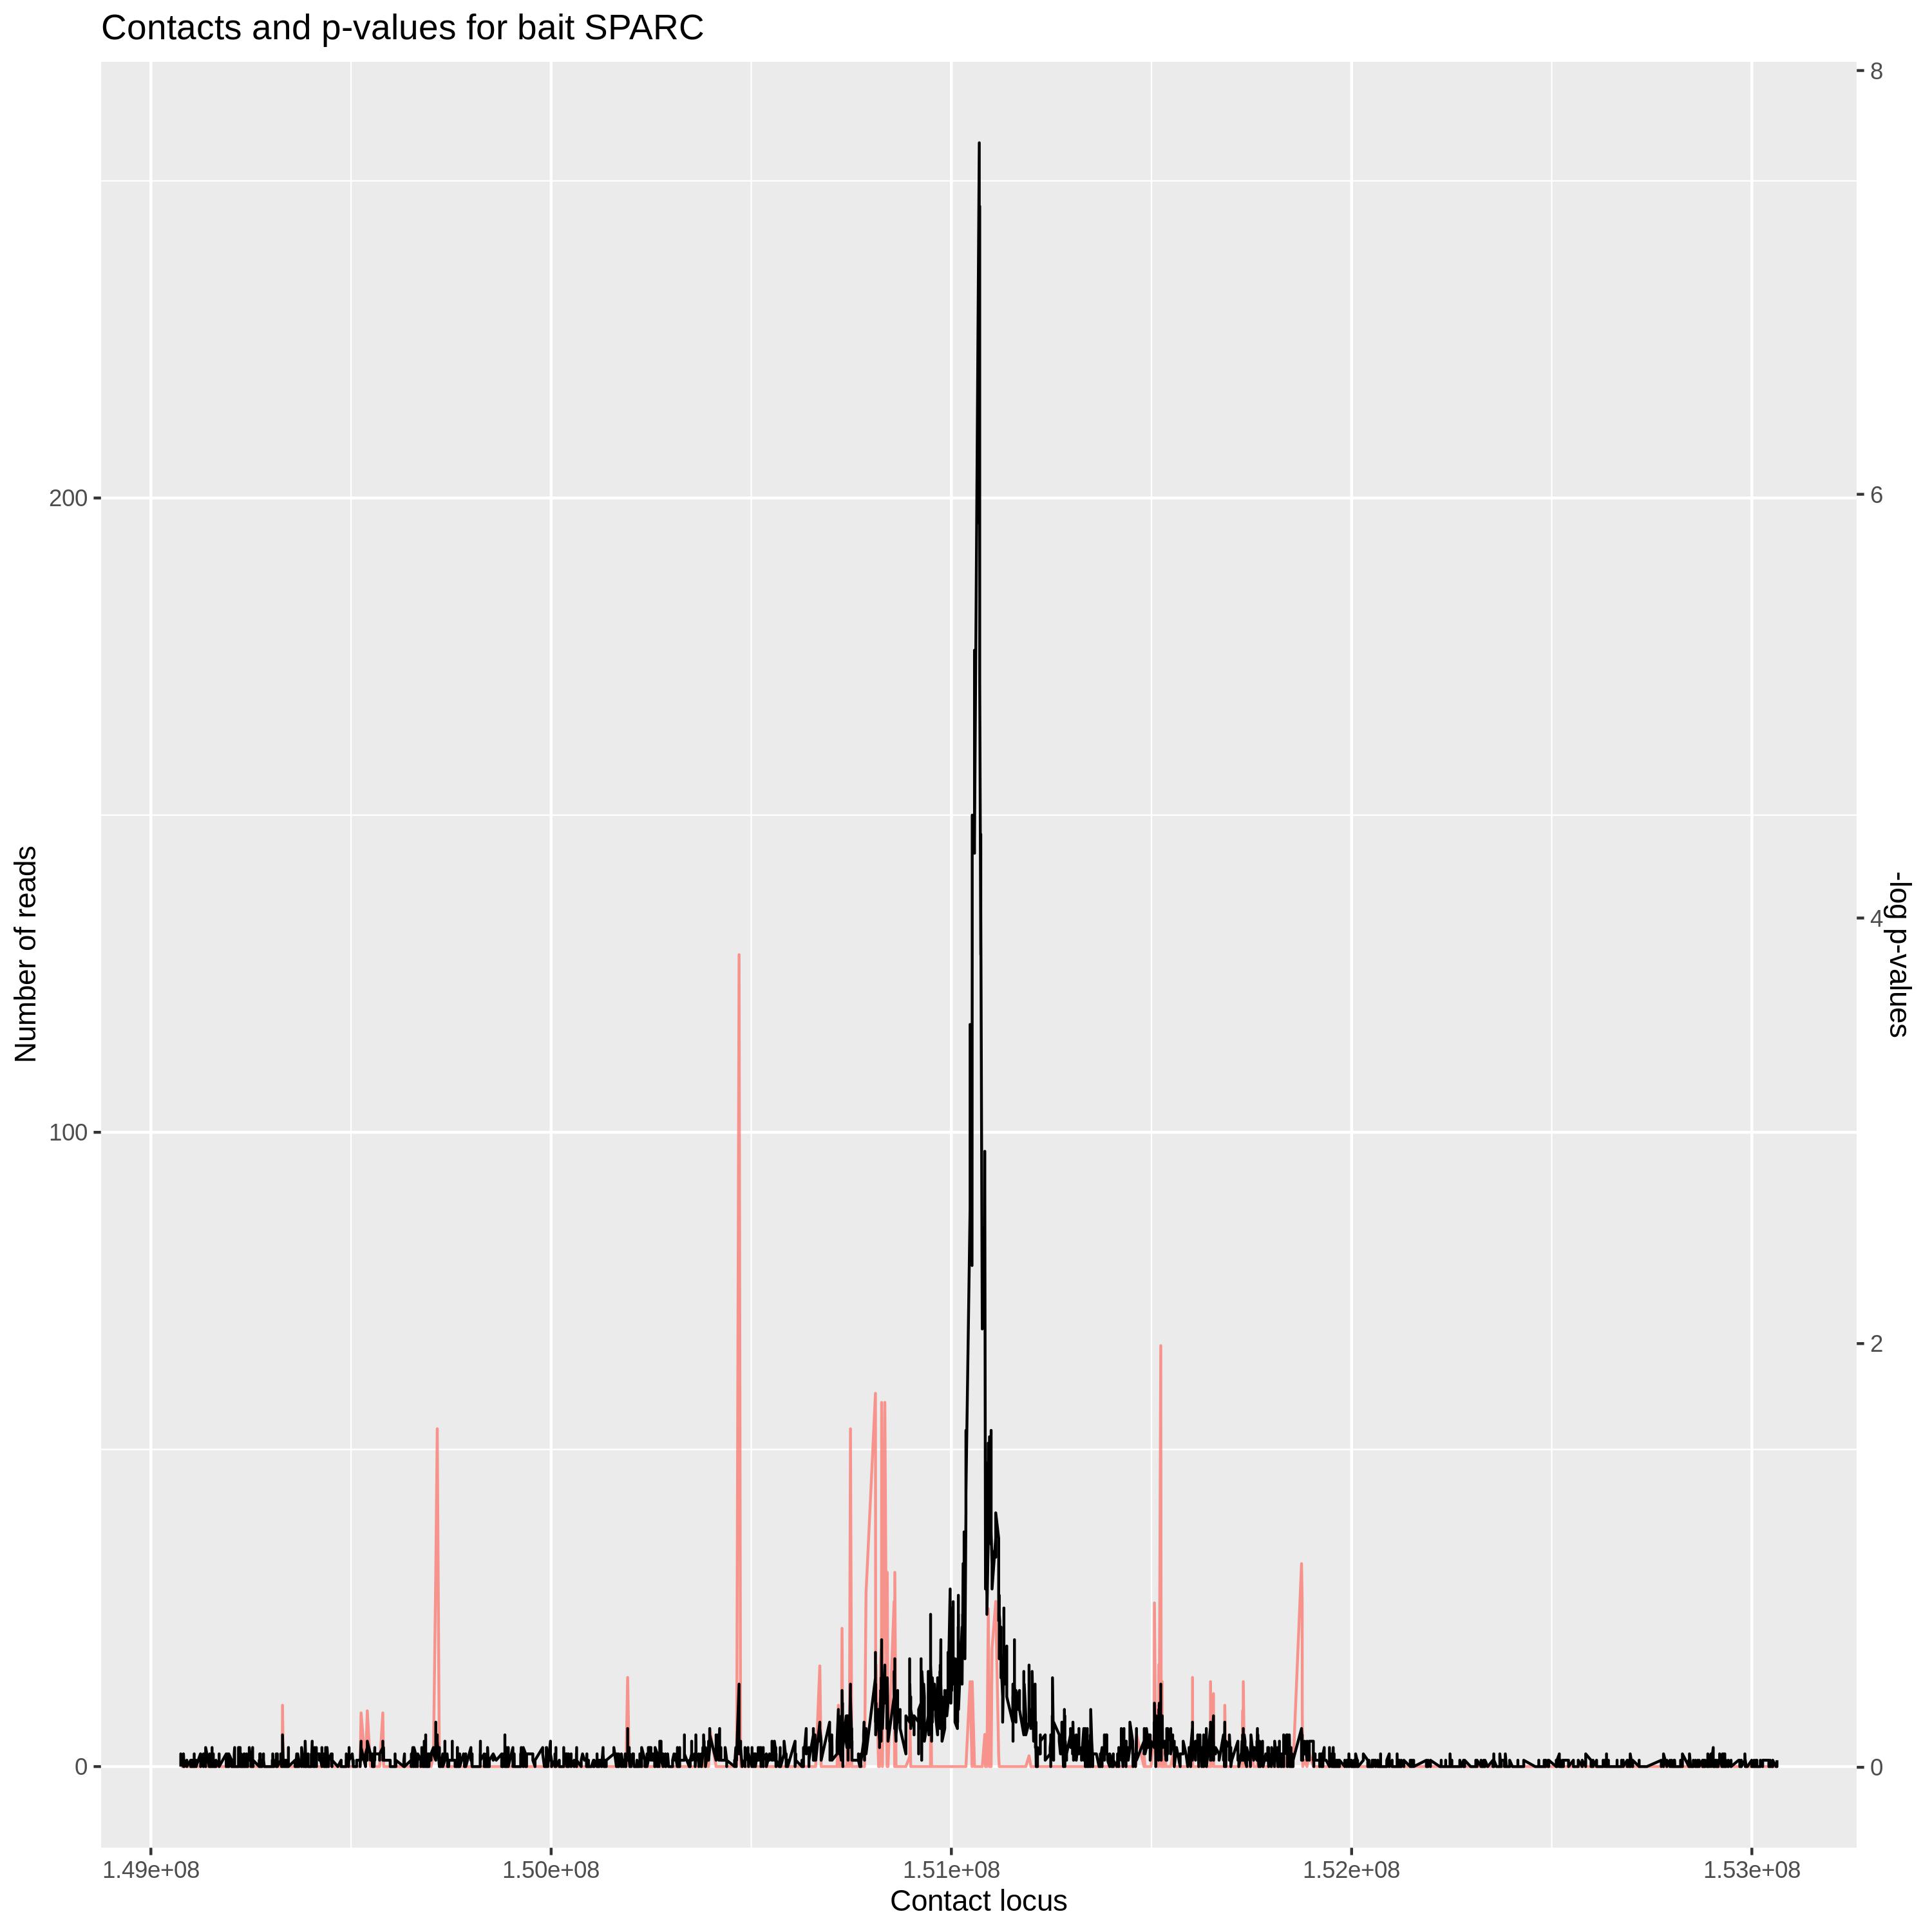 Contacts and p-values for bait SPARC
8
6
4
2
0
-log p-values
200
100
0
Number of reads
1.49e+08 1.50e+08 1.51e+08 1.52e+08 1.53e+08
Contact locus